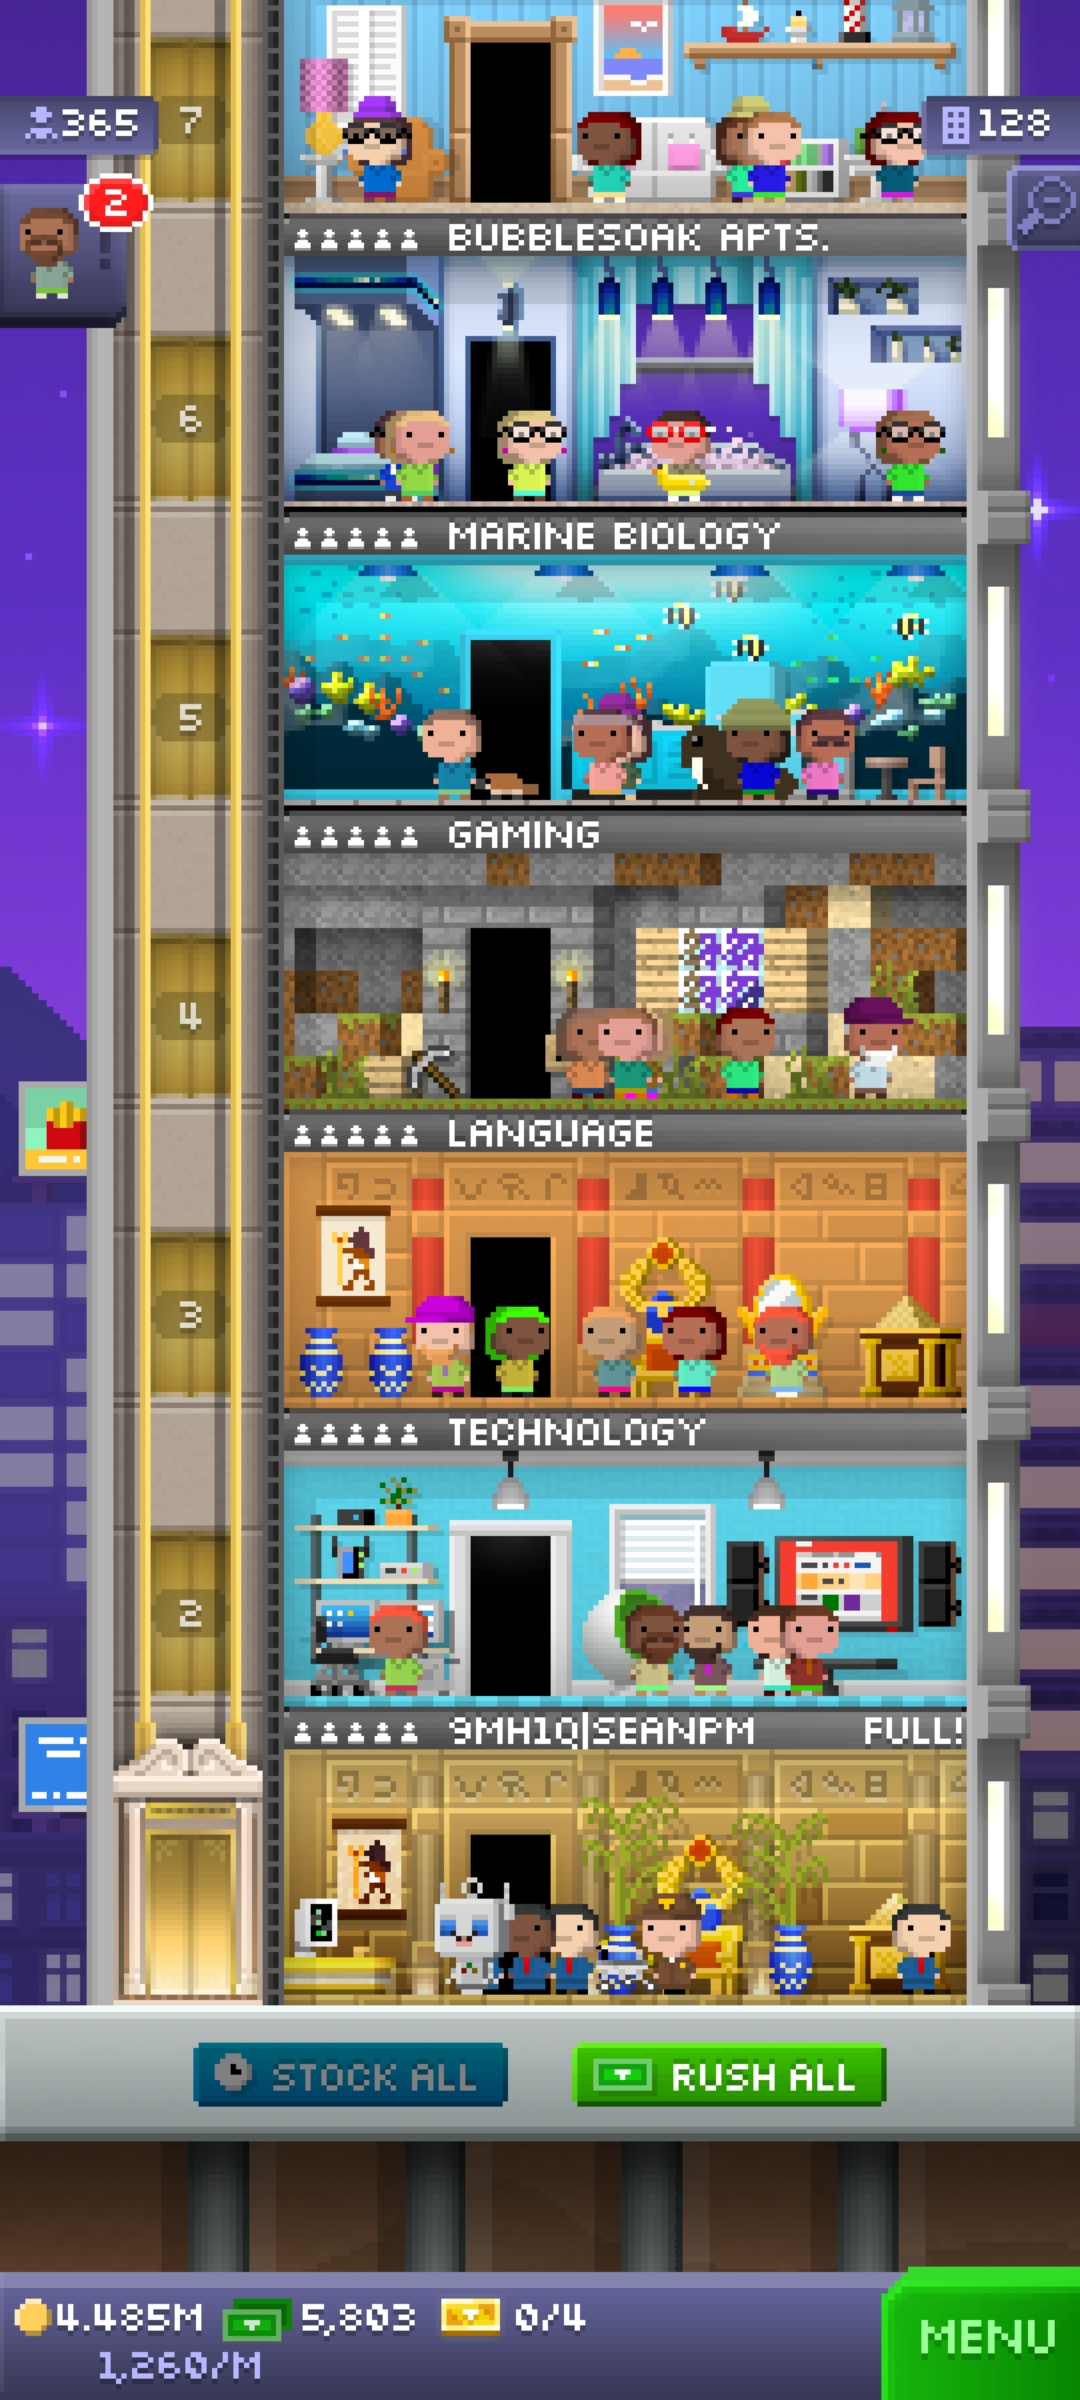 365
7
128
2
BUBBLESOAK APTS.
6
MARINE BIOLOGY
5
GAMING
4
LANGUAGE
3
TECHNOLOGY
2
9MH1Q|SEANPM FULL!
STOCK ALL RUSH ALL
4.485M 5,803 0/4
1,260/M
MENU